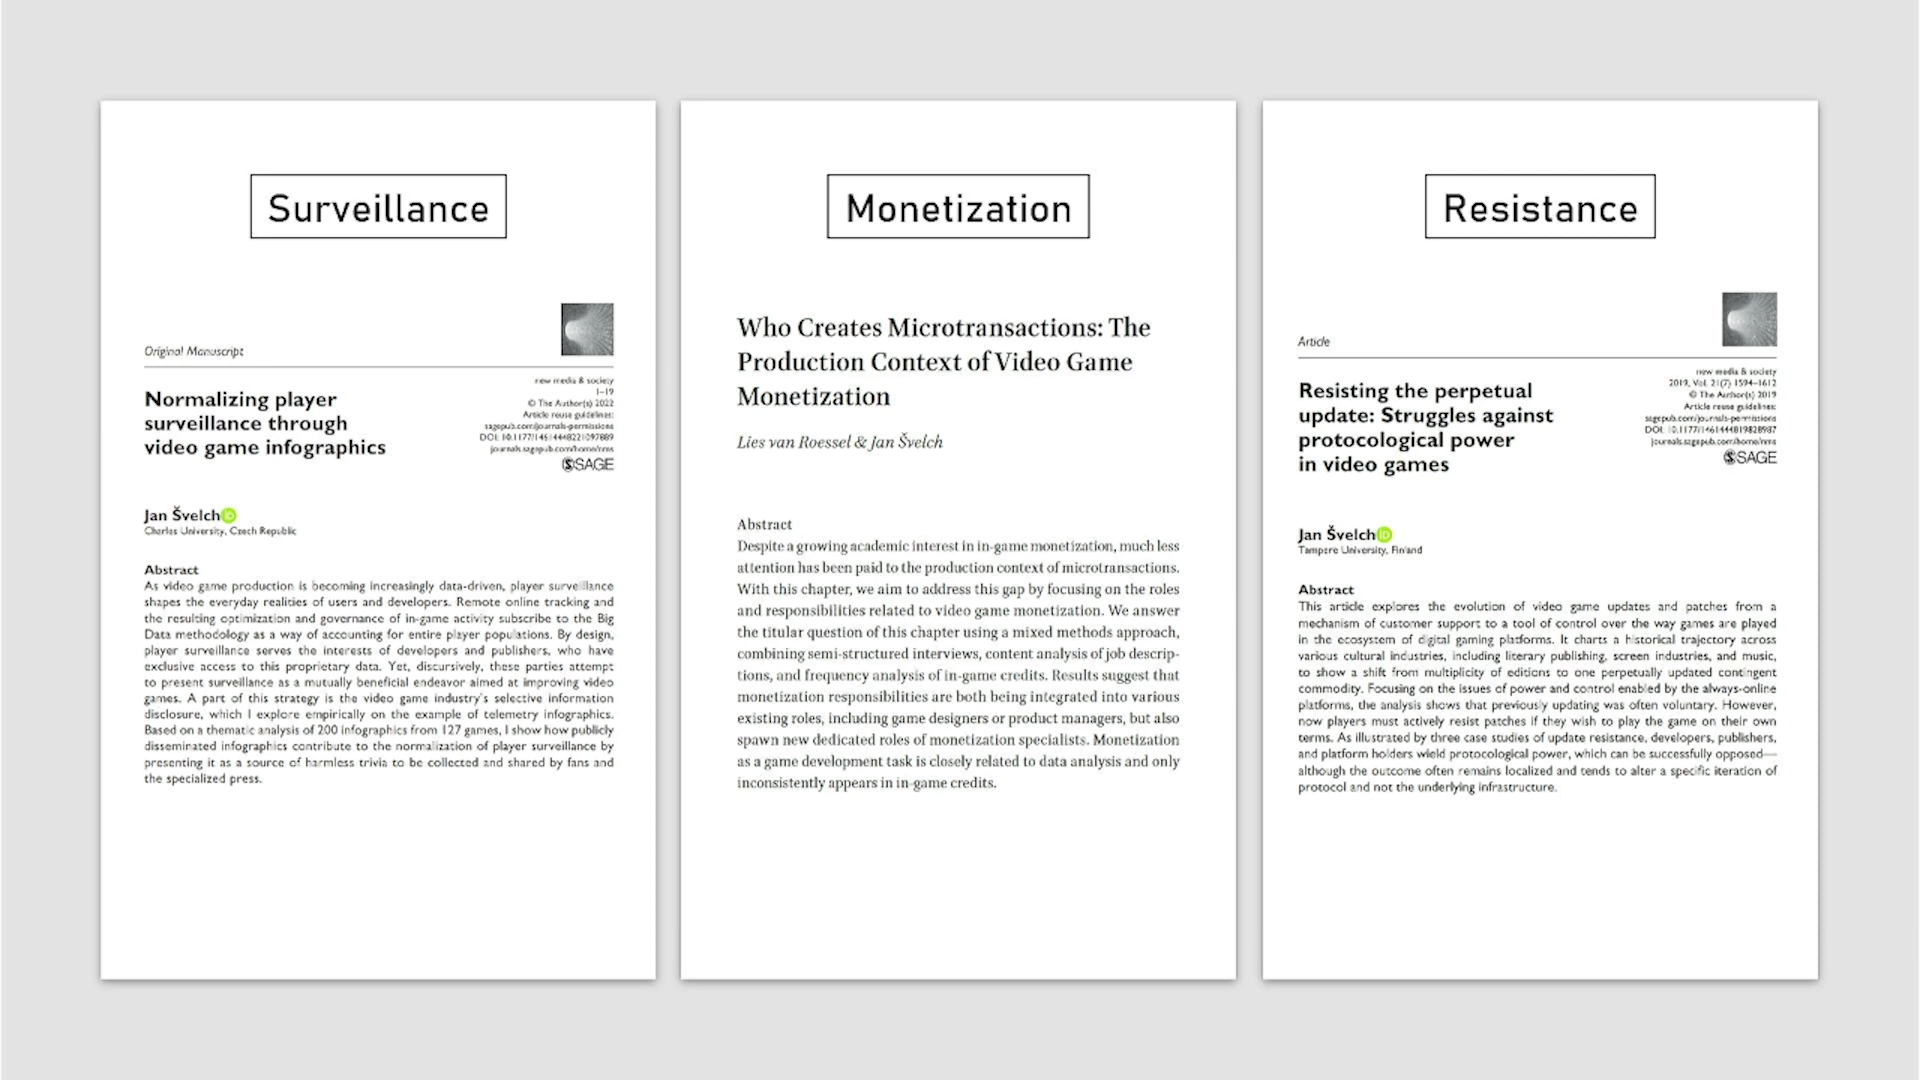 Surveillance
Original Manuscript
new media & society
1–19
© The Author(s) 2022
Article reuse guidelines:
sagepub.com/journals-permissions
DOI: 10.1177/14614448221097889
journals.sagepub.com/home/nms
SAGE
Normalizing player
surveillance through
video game infographics
Jan Švelch
Charles University, Czech Republic
Abstract
As video game production is becoming increasingly data-driven, player surveillance
shapes the everyday realities of users and developers. Remote online tracking and
the resulting optimization and governance of in-game activity subscribe to the Big
Data methodology as a way of accounting for entire player populations. By design,
player surveillance serves the interests of developers and publishers, who have
exclusive access to this proprietary data. Yet, discursively, these parties attempt
to present surveillance as a mutually beneficial endeavor aimed at improving video
games. A part of this strategy is the video game industry's selective information
disclosure, which I explore empirically on the example of telemetry infographics.
Based on a thematic analysis of 200 infographics from 127 games, I show how publicly
disseminated infographics contribute to the normalization of player surveillance by
presenting it as a source of harmless trivia to be collected and shared by fans and
the specialized press.
Monetization
Who Creates Microtransactions: The
Production Context of Video Game
Monetization
Lies van Roessel & Jan Švelch
Abstract
Despite a growing academic interest in in-game monetization, much less
attention has been paid to the production context of microtransactions.
With this chapter, we aim to address this gap by focusing on the roles
and responsibilities related to video game monetization. We answer
the titular question of this chapter using a mixed methods approach,
combining semi-structured interviews, content analysis of job descrip-
tions, and frequency analysis of in-game credits. Results suggest that
monetization responsibilities are both being integrated into various
existing roles, including game designers or product managers, but also
spawn new dedicated roles of monetization specialists. Monetization
as a game development task is closely related to data analysis and only
inconsistently appears in in-game credits.
Resistance
Article
new media & society
2019, Vol. 21(7) 1594–1612
© The Author(s) 2019
Article reuse guidelines:
sagepub.com/journals-permissions
DOI: 10.1177/1461444819828987
journals.sagepub.com/home/nms
SAGE
Resisting the perpetual
update: Struggles against
protocological power
in video games
Jan Švelch
Tampere University, Finland
Abstract
This article explores the evolution of video game updates and patches from a
mechanism of customer support to a tool of control over the way games are played
in the ecosystem of digital gaming platforms. It charts a historical trajectory across
various cultural industries, including literary publishing, screen industries, and music,
to show a shift from multiplicity of editions to one perpetually updated contingent
commodity. Focusing on the issues of power and control enabled by the always-online
platforms, the analysis shows that previously updating was often voluntary. However,
now players must actively resist patches if they wish to play the game on their own
terms. As illustrated by three case studies of update resistance, developers, publishers,
and platform holders wield protocological power, which can be successfully opposed—
although the outcome often remains localized and tends to alter a specific iteration of
protocol and not the underlying infrastructure.